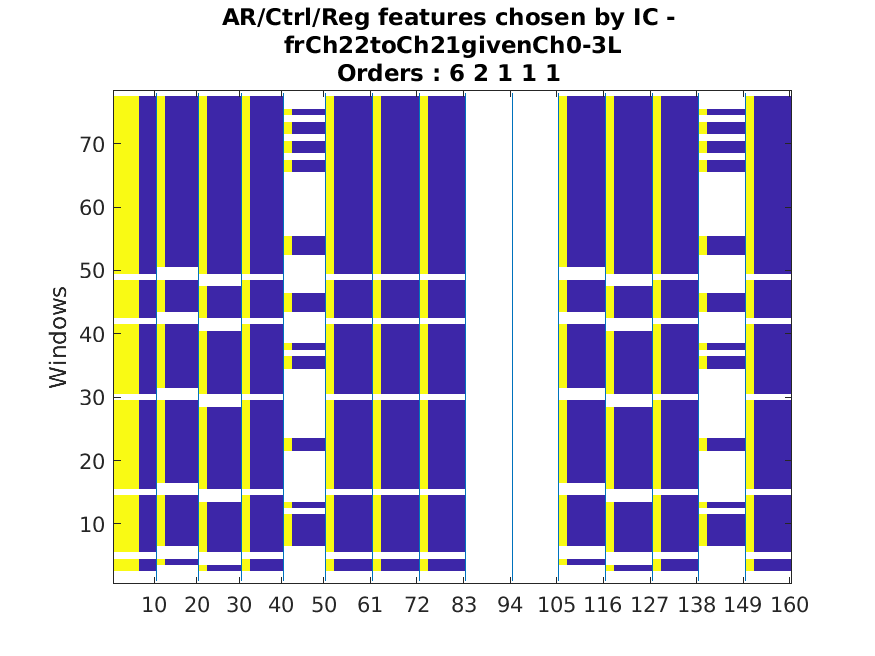 AR/Ctrl/Reg features chosen by IC -
frCh22toCh21givenCh0-3L
Orders : 6 2 1 1 1
70
60
50
40
30
20
10
Windows
10 20 30 40 50 61 72 83 94 105 116 127 138 149 160